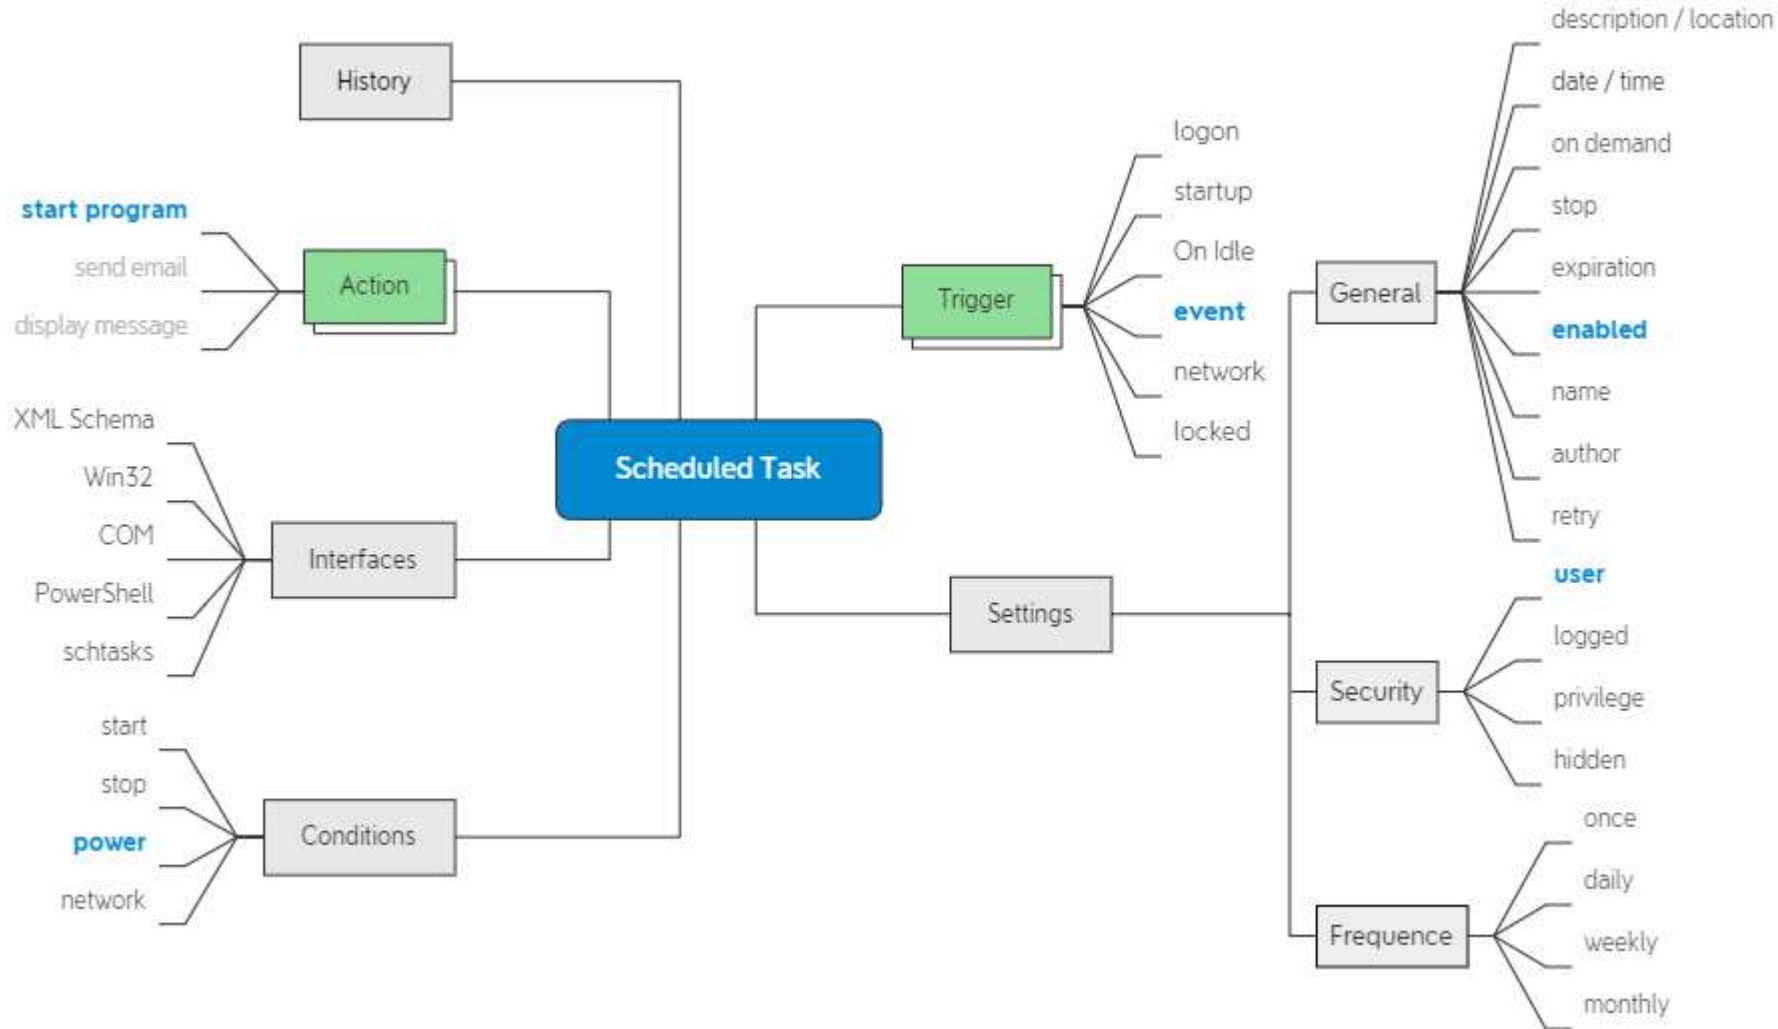 History
start program
send email
display message
Action
XML Schema
Win32
COM
PowerShell
schtasks
Interfaces
start
stop
power
network
Conditions
Scheduled Task
Trigger
logon
startup
On Idle
event
network
locked
Settings
General
description / location
date / time
on demand
stop
expiration
enabled
name
author
retry
Security
user
logged
privilege
hidden
Frequence
once
daily
weekly
monthly